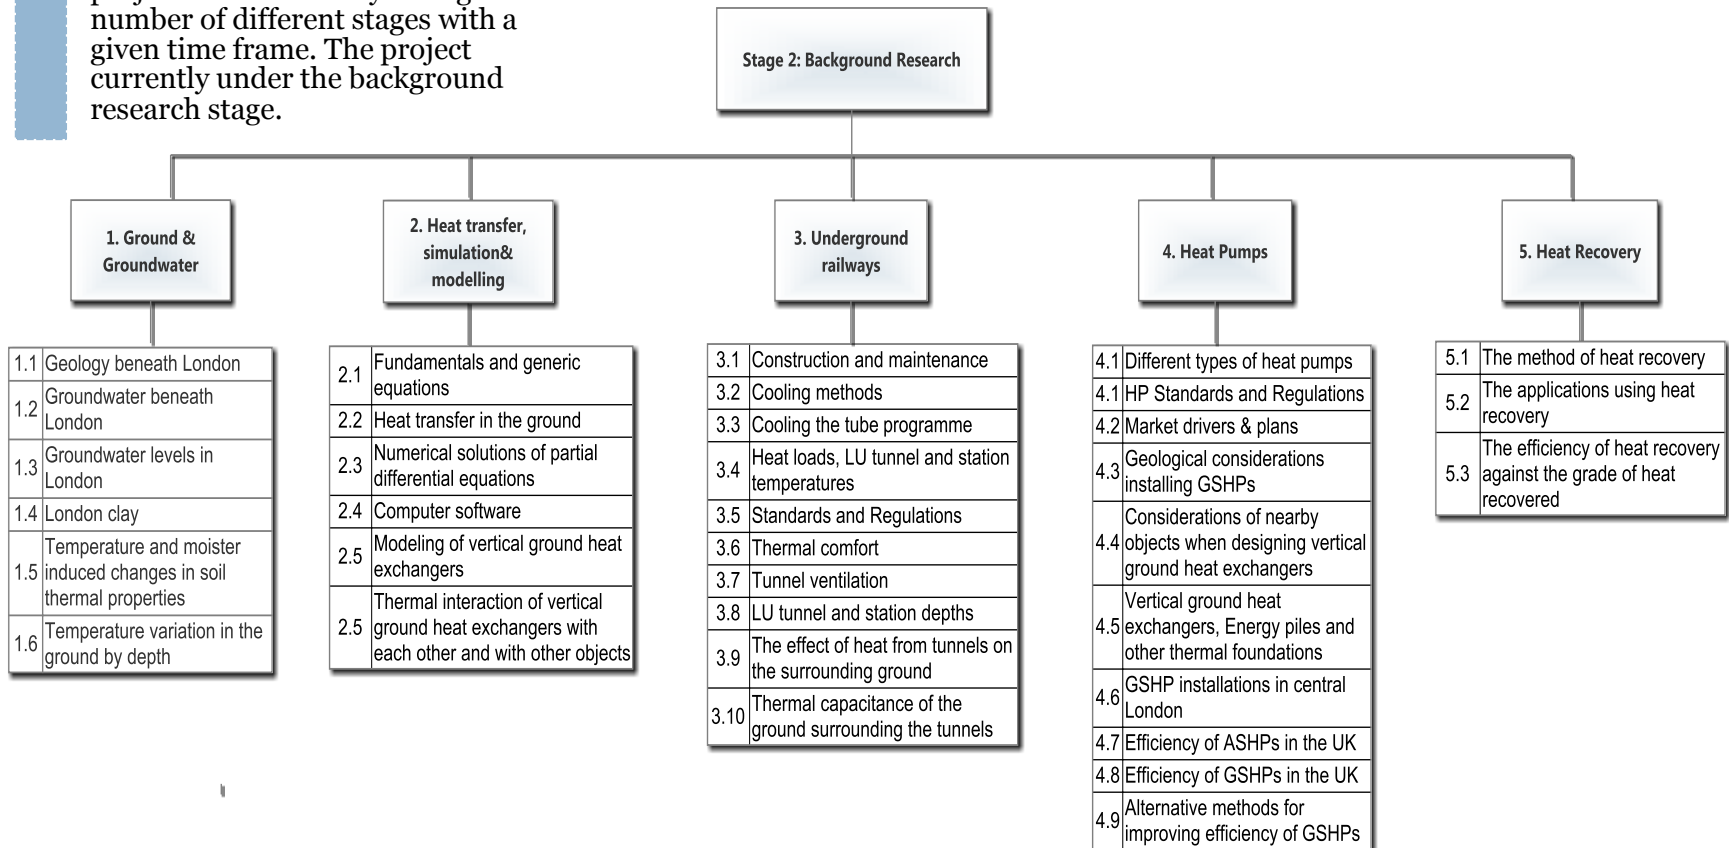 number of different stages with a
given time frame. The project
currently under the background
research stage.
Stage 2: Background Research
1. Ground &
Groundwater
1.1 Geology beneath London
1.2 Groundwater beneath
London
1.3 Groundwater levels in
London
1.4 London clay
1.5 Temperature and moister
induced changes in soil
thermal properties
1.6 Temperature variation in the
ground by depth
2. Heat transfer,
simulation&
modelling
2.1 Fundamentals and generic
equations
2.2 Heat transfer in the ground
2.3 Numerical solutions of partial
differential equations
2.4 Computer software
2.5 Modeling of vertical ground heat
exchangers
2.5 Thermal interaction of vertical
ground heat exchangers with
each other and with other objects
3. Underground
railways
3.1 Construction and maintenance
3.2 Cooling methods
3.3 Cooling the tube programme
3.4 Heat loads, LU tunnel and station
temperatures
3.5 Standards and Regulations
3.6 Thermal comfort
3.7 Tunnel ventilation
3.8 LU tunnel and station depths
3.9 The effect of heat from tunnels on
the surrounding ground
3.10 Thermal capacitance of the
ground surrounding the tunnels
4. Heat Pumps
4.1 Different types of heat pumps
4.1 HP Standards and Regulations
4.2 Market drivers & plans
4.3 Geological considerations
installing GSHPs
4.4 Considerations of nearby
objects when designing vertical
ground heat exchangers
4.5 Vertical ground heat
exchangers, Energy piles and
other thermal foundations
4.6 GSHP installations in central
London
4.7 Efficiency of ASHPs in the UK
4.8 Efficiency of GSHPs in the UK
4.9 Alternative methods for
improving efficiency of GSHPs
5. Heat Recovery
5.1 The method of heat recovery
5.2 The applications using heat
recovery
5.3 The efficiency of heat recovery
against the grade of heat
recovered